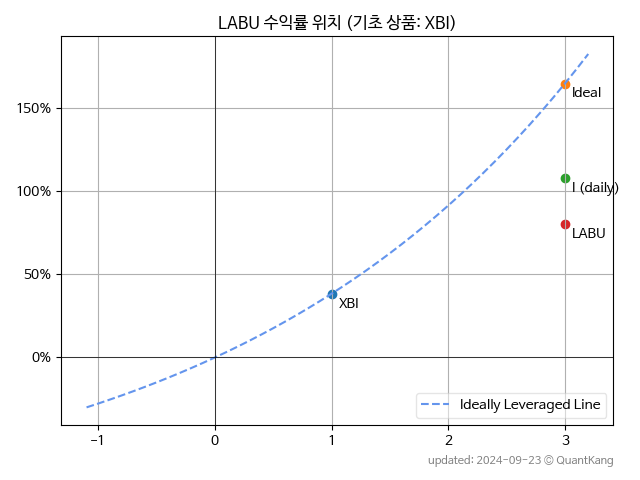 LABU 수익률 위치 (기초 상품: XBI)
150%
100%
50%
0%
Ideal
I (daily)
LABU
XBI
Ideally Leveraged Line
−1
0
1
2
3
updated: 2024-09-23 © QuantKang